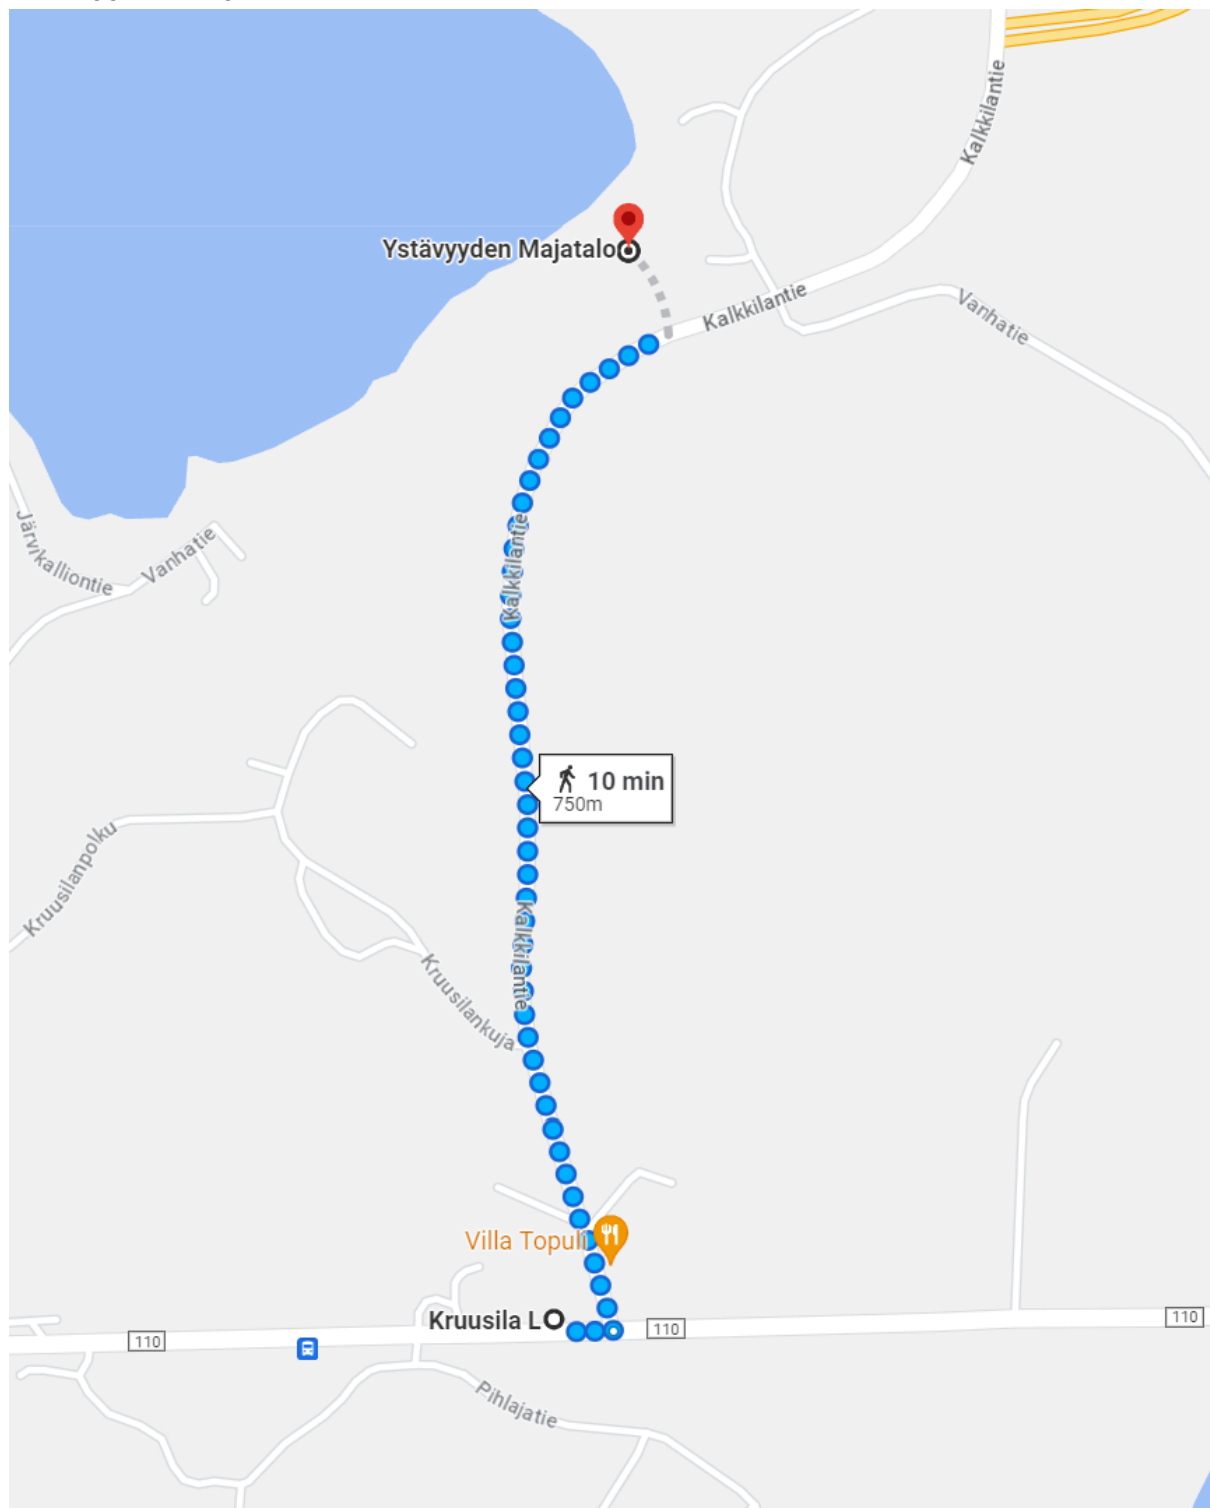 Kalkkilantie
Ystävyyden Majatalo
Kalkkilantie
Vanhatie
Järvikalliontie
Vanhatie
Kalkkilantie
10 min
750m
Kruusilanpolku
Kalkkilantie
Kruusilankuja
Villa Topuli
Kruusila L
110
110
110
Pihlajatie